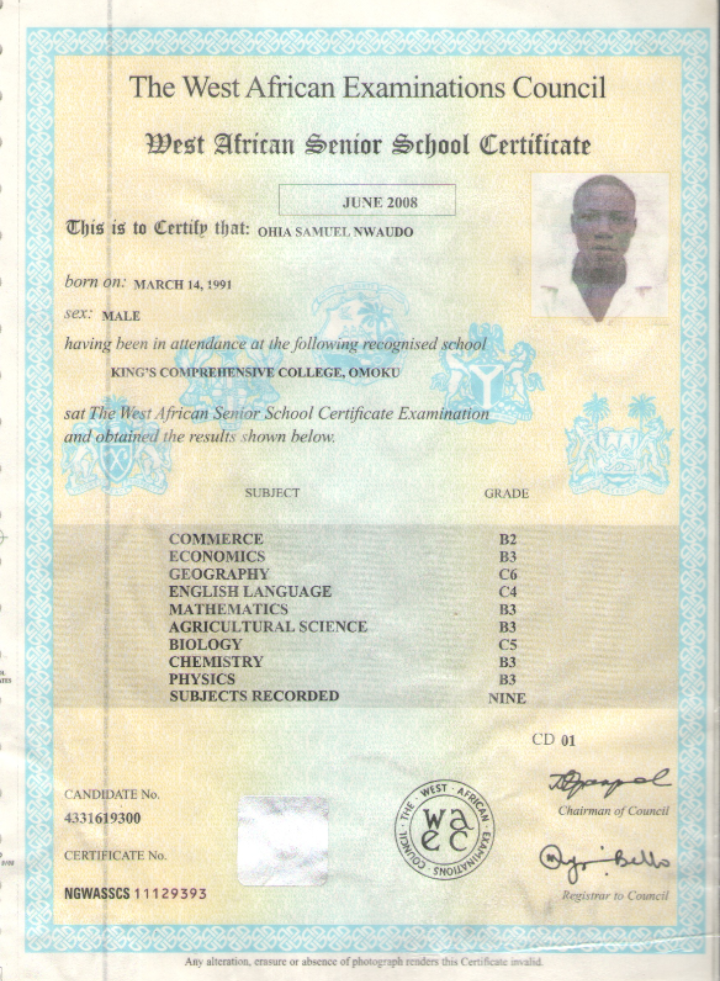 The West African Examinations Council
West African Senior School Certificate
JUNE 2008
This is to Certify that: OHIA SAMUEL NWAUDO
born on: MARCH 14, 1991
sex: MALE
having been in attendance at the following recognised school
KING'S COMPREHENSIVE COLLEGE, OMOKU
sat The West African Senior School Certificate Examination
and obtained the results shown below.
SUBJECT GRADE
COMMERCE B2
ECONOMICS B3
GEOGRAPHY C6
ENGLISH LANGUAGE C4
MATHEMATICS B3
AGRICULTURAL SCIENCE B3
BIOLOGY C5
CHEMISTRY B3
PHYSICS B3
SUBJECTS RECORDED NINE
CD 01
CANDIDATE No.
4331619300
Chairman of Council
CERTIFICATE No.
NGWASSCS 11129393
THE · WEST · AFRICAN · EXAMINATIONS · COUNCIL
wa
ec
Bello
Registrar to Council
Any alteration, erasure or absence of photograph renders this Certificate invalid.